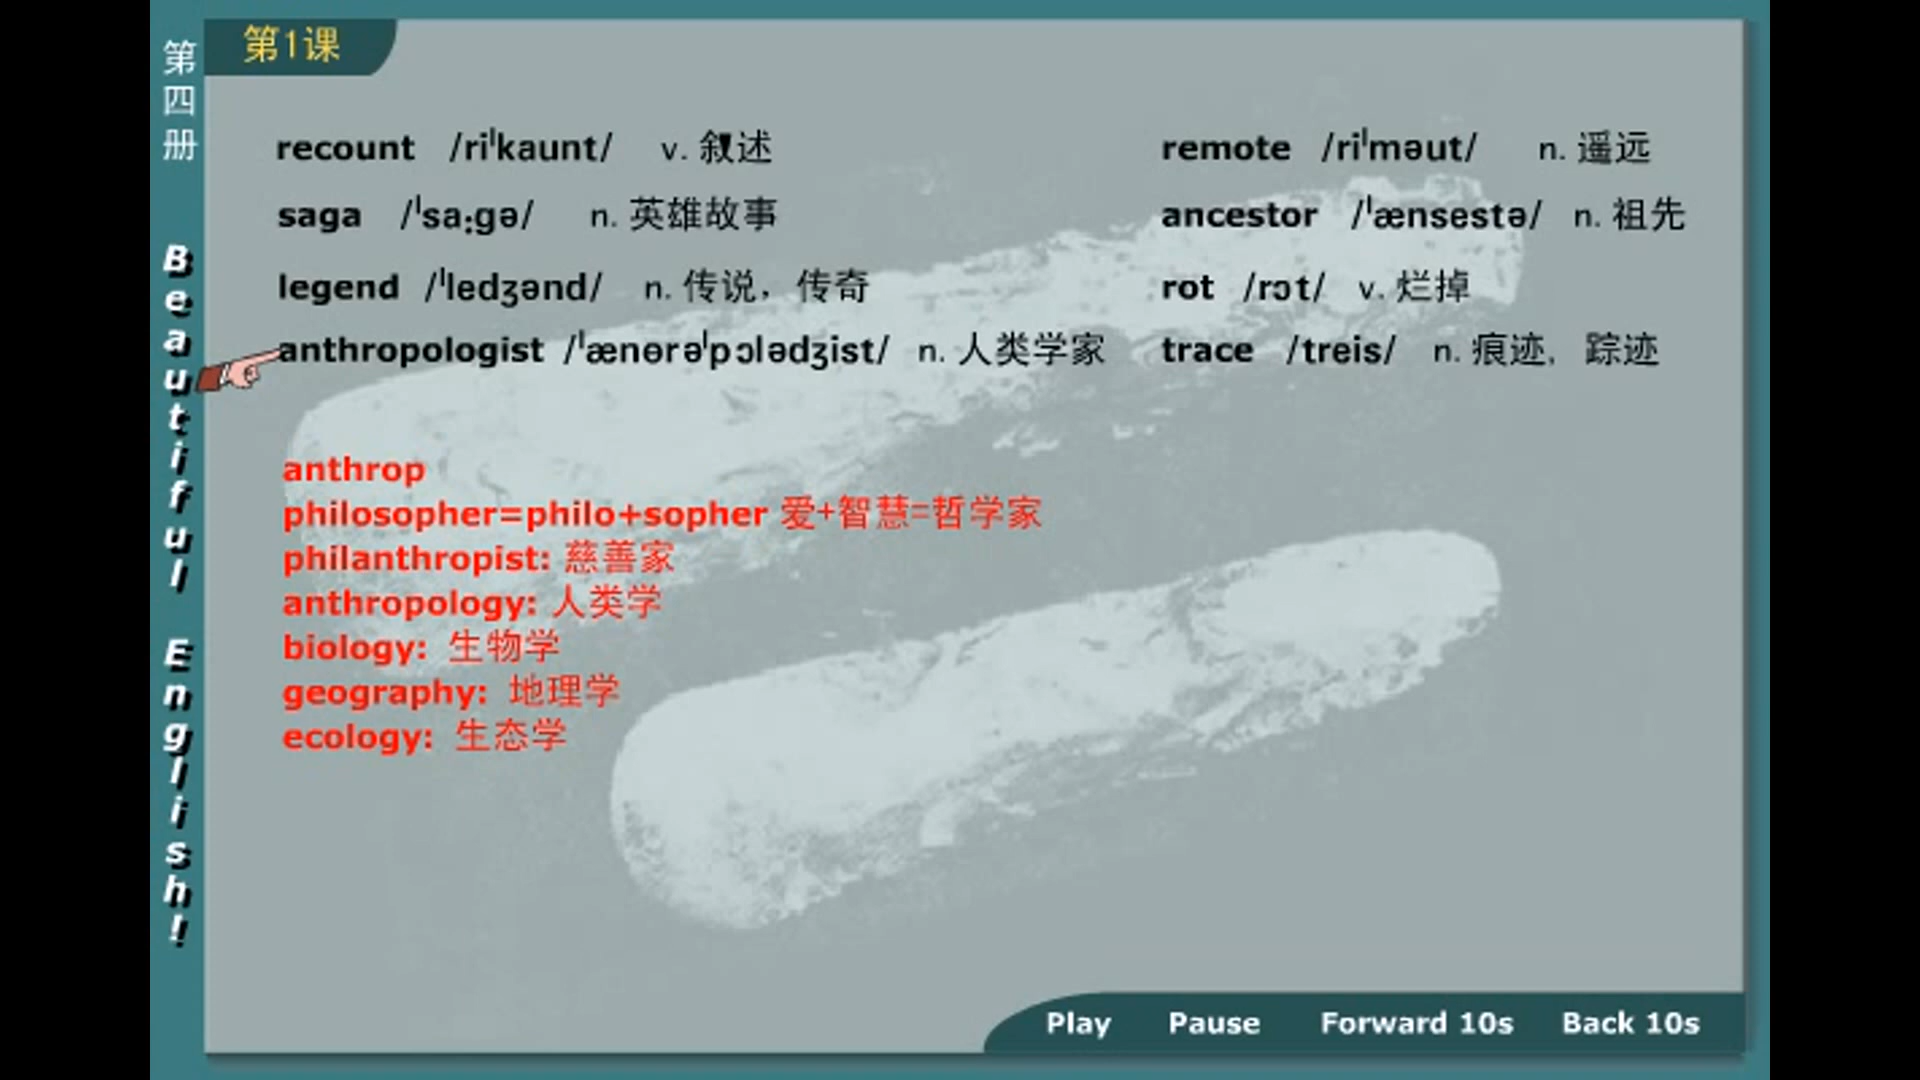 第四册
Beautiful English!
第1课
recount /riˈkaunt/ v. 叙述
saga /ˈsa:gə/ n. 英雄故事
legend /ˈledʒənd/ n. 传说，传奇
anthropologist /ˈænɵrəˈpɔlədʒist/ n. 人类学家
remote /riˈməut/ n. 遥远
ancestor /ˈænsestə/ n. 祖先
rot /rɔt/ v. 烂掉
trace /treis/ n. 痕迹，踪迹
anthrop
philosopher=philo+sopher 爱+智慧=哲学家
philanthropist: 慈善家
anthropology: 人类学
biology: 生物学
geography: 地理学
ecology: 生态学
Play Pause Forward 10s Back 10s